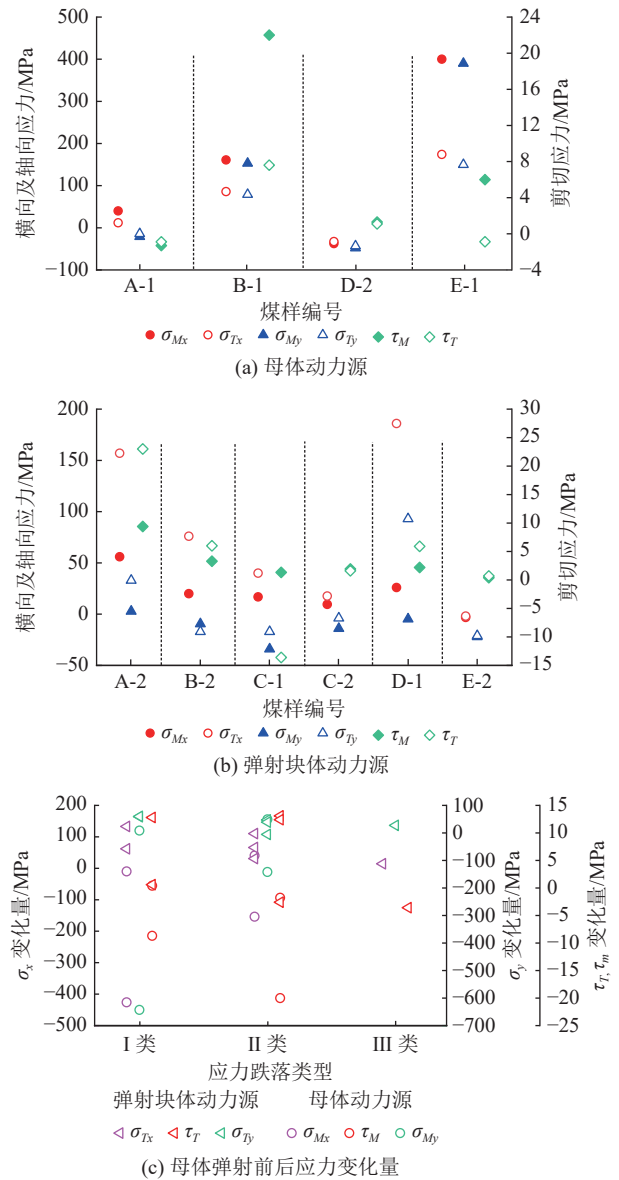 500
400
300
200
100
0
−100
横向及轴向应力/MPa
24
20
16
12
8
4
0
−4
剪切应力/MPa
A-1 B-1 D-2 E-1
煤样编号
σMx σTx σMy σTy τM τT
(a) 母体动力源
200
150
100
50
0
−50
横向及轴向应力/MPa
30
25
20
15
10
5
0
−5
−10
−15
剪切应力/MPa
A-2 B-2 C-1 C-2 D-1 E-2
煤样编号
σMx σTx σMy σTy τM τT
(b) 弹射块体动力源
200
100
0
−100
−200
−300
−400
−500
σx 变化量/MPa
100
0
−100
−200
−300
−400
−500
−600
−700
σy 变化量/MPa
15
10
5
0
−5
−10
−15
−20
−25
τT, τm 变化量/MPa
I 类 II 类 III 类
应力跌落类型
弹射块体动力源 母体动力源
σTx τT σTy σMx τM σMy
(c) 母体弹射前后应力变化量